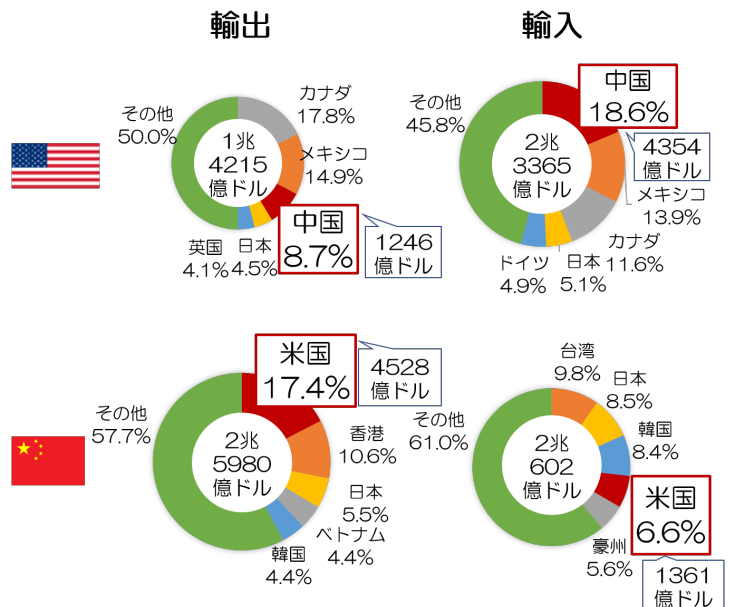 輸出
輸入
その他
50.0%
カナダ
17.8%
メキシコ
14.9%
中国
8.7%
1246
億ドル
日本
4.5%
英国
4.1%
1兆
4215
億ドル
その他
45.8%
中国
18.6%
4354
億ドル
メキシコ
13.9%
カナダ
11.6%
日本
5.1%
ドイツ
4.9%
2兆
3365
億ドル
その他
57.7%
米国
17.4%
4528
億ドル
香港
10.6%
日本
5.5%
ベトナム
4.4%
韓国
4.4%
2兆
5980
億ドル
その他
61.0%
台湾
9.8%
日本
8.5%
韓国
8.4%
米国
6.6%
1361
億ドル
豪州
5.6%
2兆
602
億ドル